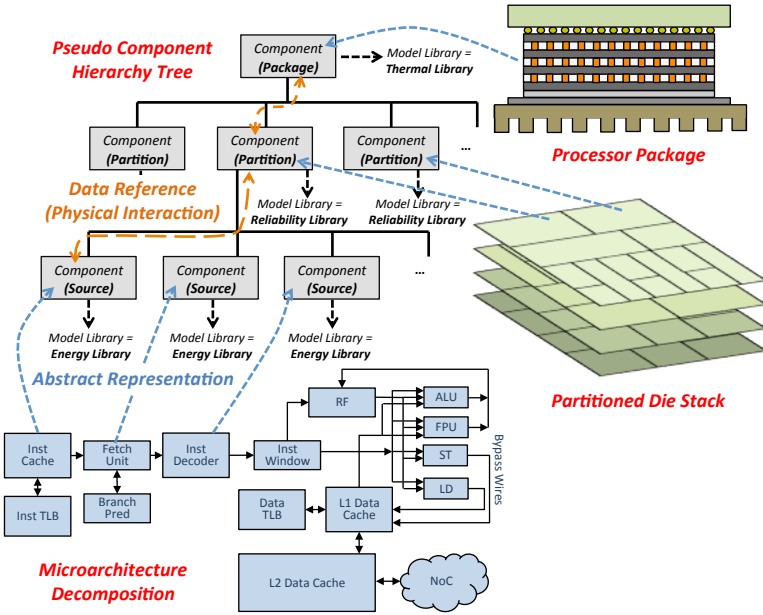 Pseudo Component
Hierarchy Tree
Component
(Package)
Model Library =
Thermal Library
Processor Package
Component
(Partition)
Component
(Partition)
Component
(Partition)
...
Data Reference
(Physical Interaction)
Model Library =
Reliability Library
Model Library =
Reliability Library
Component
(Source)
Component
(Source)
Component
(Source)
...
Model Library =
Energy Library
Model Library =
Energy Library
Model Library =
Energy Library
Abstract Representation
Partitioned Die Stack
RF
ALU
FPU
ST
LD
Bypass Wires
Inst
Cache
Fetch
Unit
Inst
Decoder
Inst
Window
Inst TLB
Branch
Pred
Data
TLB
L1 Data
Cache
L2 Data Cache
NoC
Microarchitecture
Decomposition